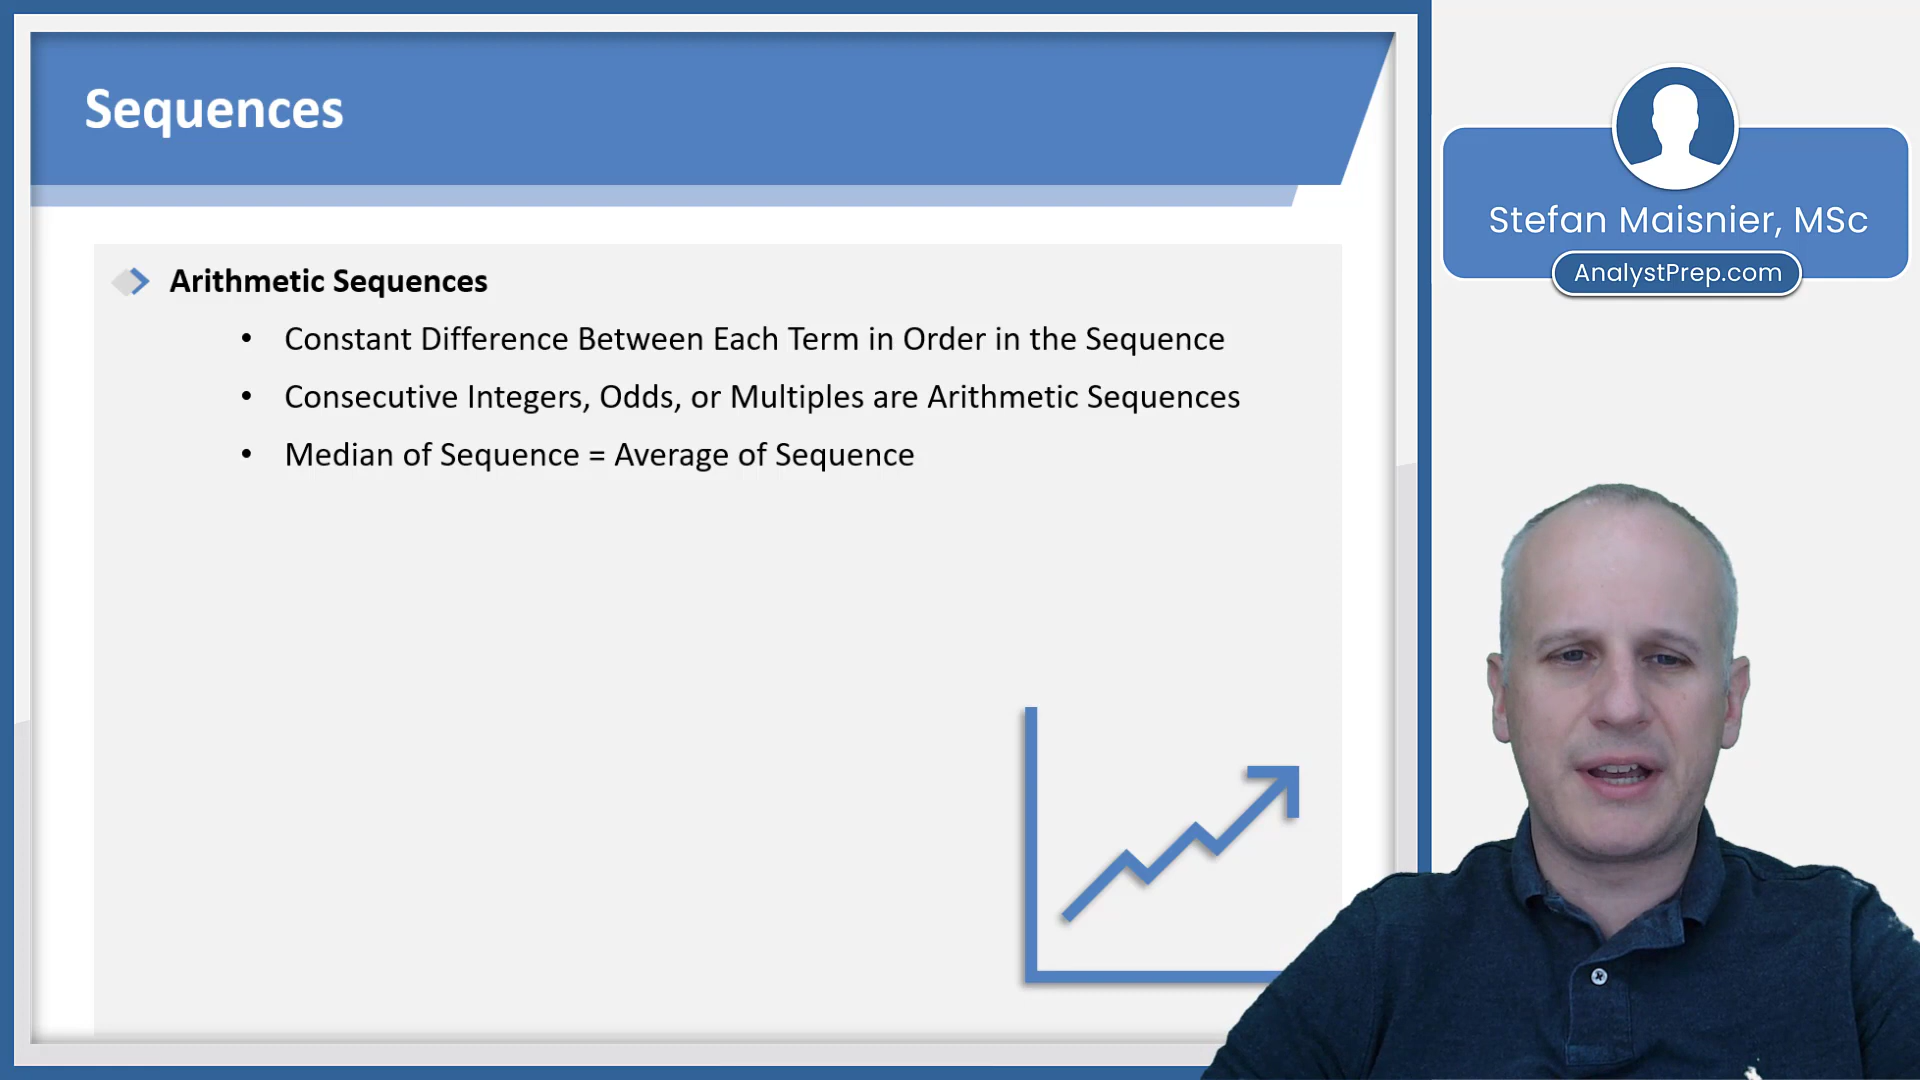 Sequences
Arithmetic Sequences
• Constant Difference Between Each Term in Order in the Sequence
• Consecutive Integers, Odds, or Multiples are Arithmetic Sequences
• Median of Sequence = Average of Sequence
Stefan Maisnier, MSc
AnalystPrep.com